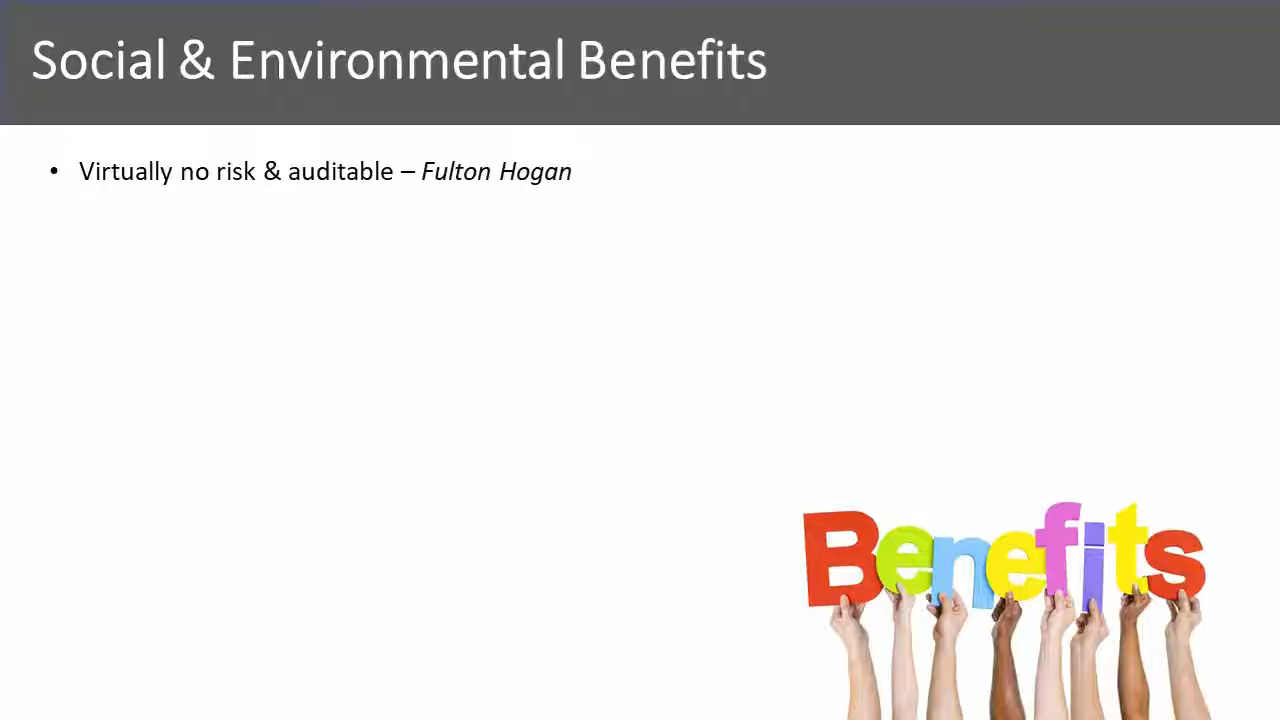 Social & Environmental Benefits
• Virtually no risk & auditable – Fulton Hogan
Benefits